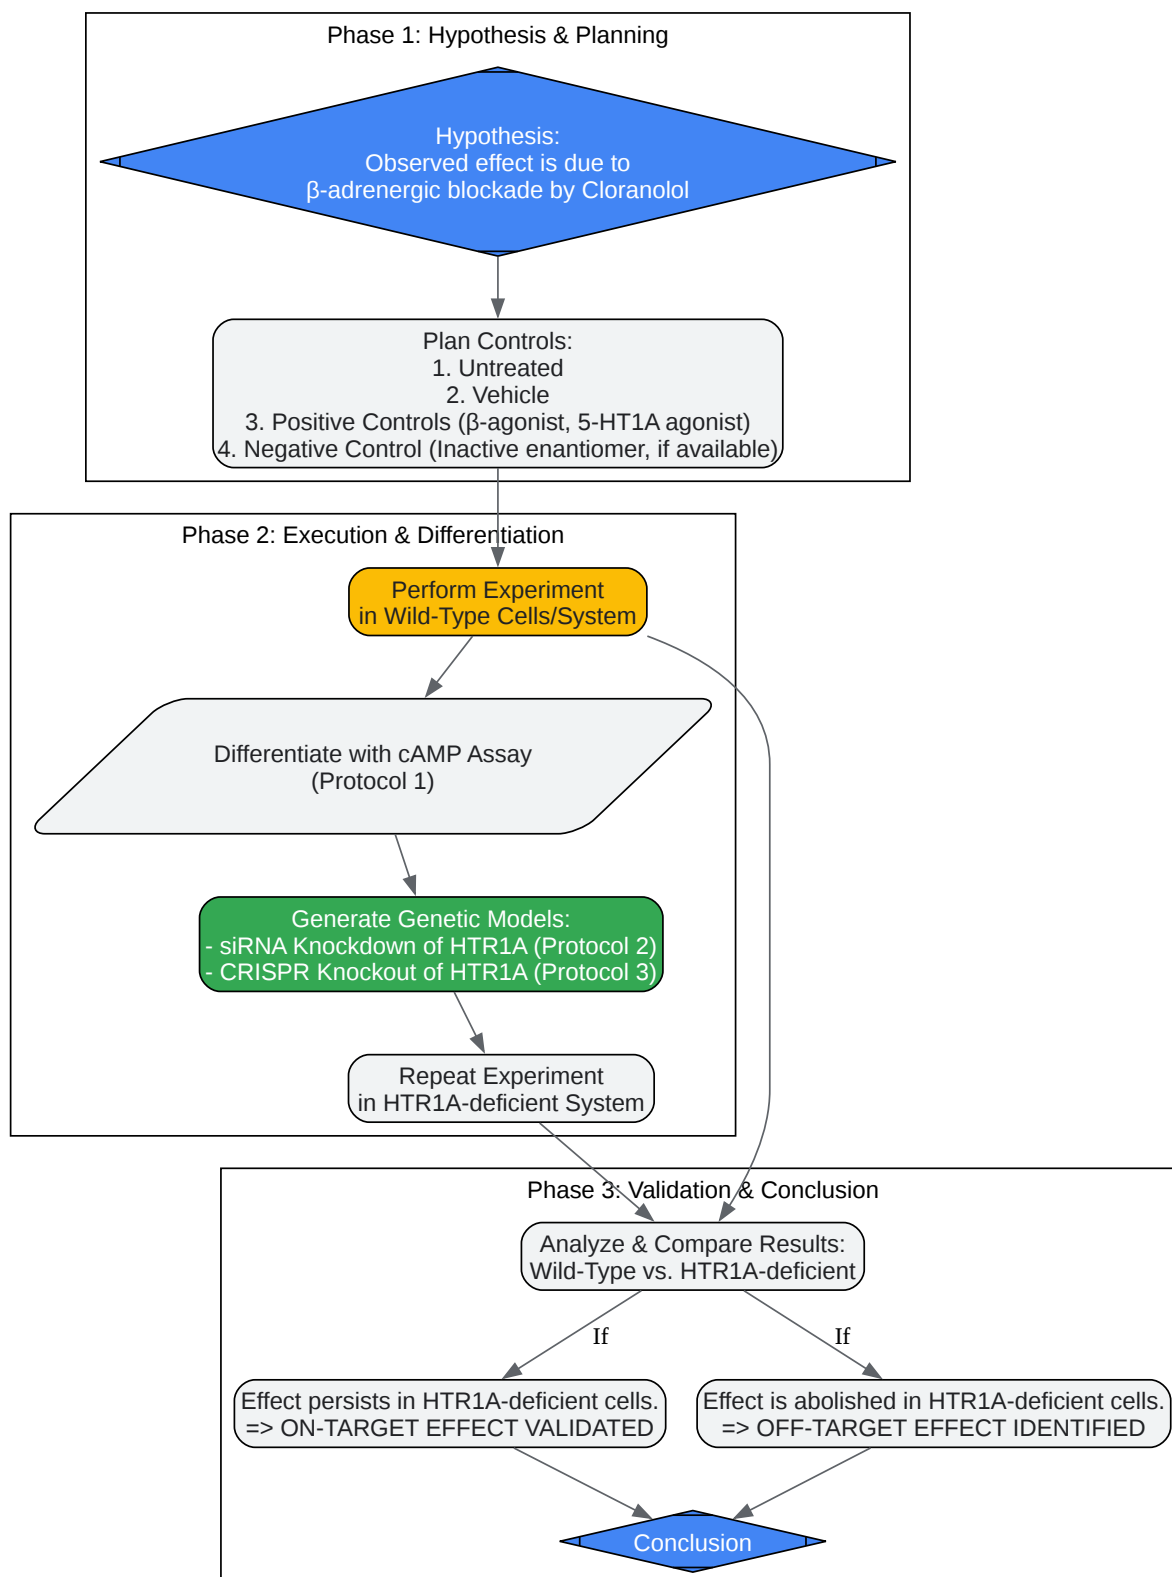 Phase 1: Hypothesis & Planning
Hypothesis:
Observed effect is due to
β-adrenergic blockade by Cloranolol
Plan Controls:
1. Untreated
2. Vehicle
3. Positive Controls (β-agonist, 5-HT1A agonist)
4. Negative Control (Inactive enantiomer, if available)
Phase 2: Execution & Differentiation
Perform Experiment
in Wild-Type Cells/System
Differentiate with cAMP Assay
(Protocol 1)
Generate Genetic Models:
- siRNA Knockdown of HTR1A (Protocol 2)
- CRISPR Knockout of HTR1A (Protocol 3)
Repeat Experiment
in HTR1A-deficient System
Phase 3: Validation & Conclusion
Analyze & Compare Results:
Wild-Type vs. HTR1A-deficient
If
If
Effect persists in HTR1A-deficient cells.
=> ON-TARGET EFFECT VALIDATED
Effect is abolished in HTR1A-deficient cells.
=> OFF-TARGET EFFECT IDENTIFIED
Conclusion